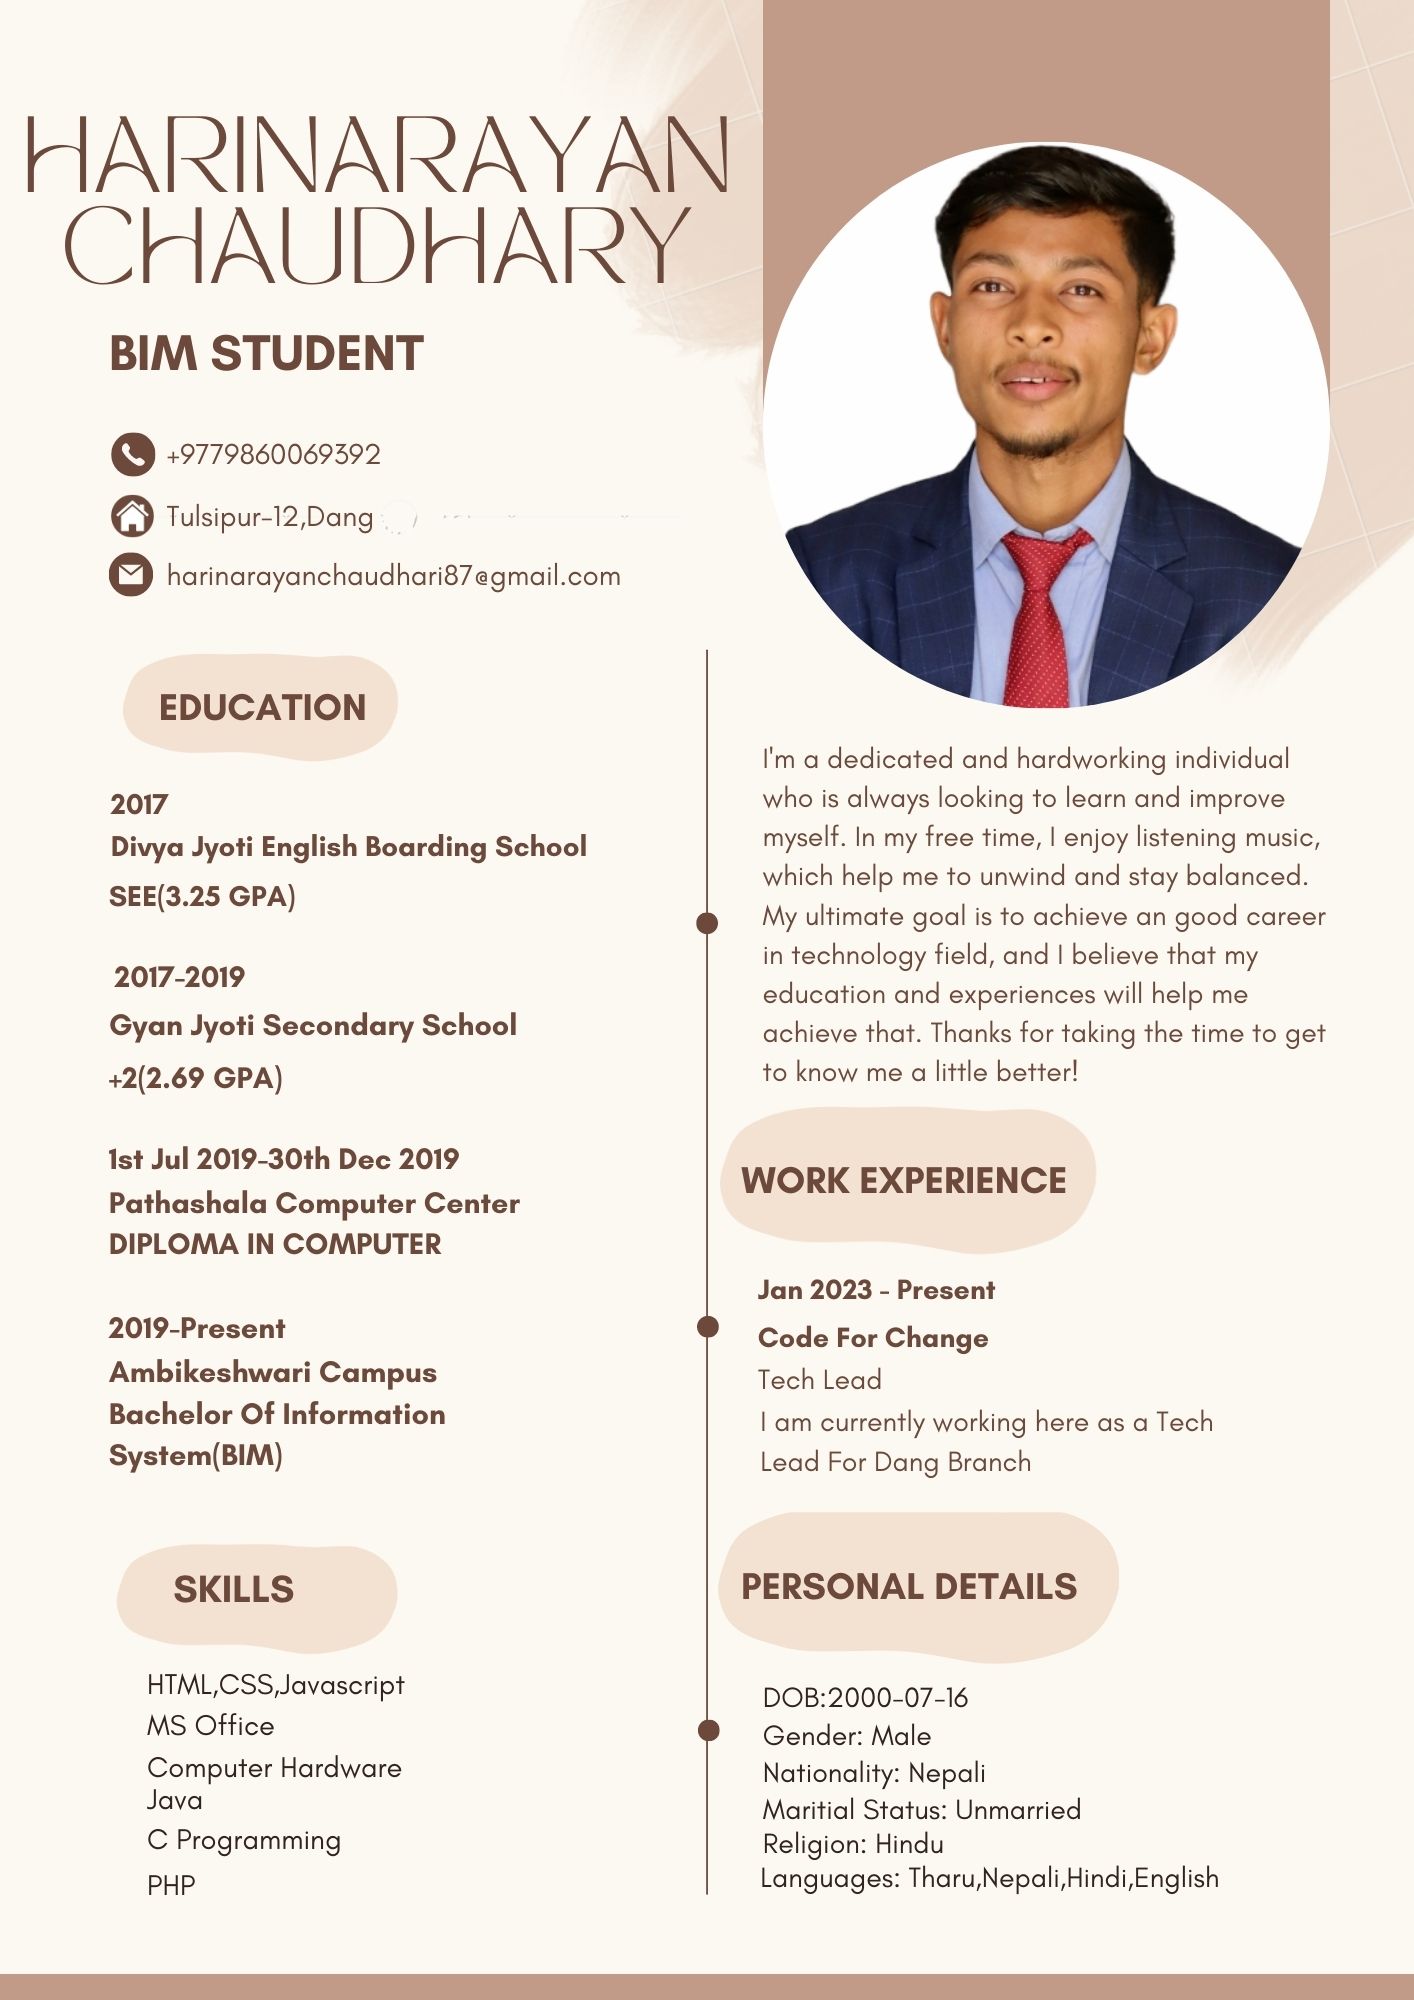 HARINARAYAN
CHAUDHARY
BIM STUDENT
+9779860069392
Tulsipur-12,Dang
harinarayanchaudhari87@gmail.com
EDUCATION
2017
Divya Jyoti English Boarding School
SEE(3.25 GPA)
2017-2019
Gyan Jyoti Secondary School
+2(2.69 GPA)
1st Jul 2019-30th Dec 2019
Pathashala Computer Center
DIPLOMA IN COMPUTER
2019-Present
Ambikeshwari Campus
Bachelor Of Information
System(BIM)
SKILLS
HTML,CSS,Javascript
MS Office
Computer Hardware
Java
C Programming
PHP
I'm a dedicated and hardworking individual
who is always looking to learn and improve
myself. In my free time, I enjoy listening music,
which help me to unwind and stay balanced.
My ultimate goal is to achieve an good career
in technology field, and I believe that my
education and experiences will help me
achieve that. Thanks for taking the time to get
to know me a little better!
WORK EXPERIENCE
Jan 2023 - Present
Code For Change
Tech Lead
I am currently working here as a Tech
Lead For Dang Branch
PERSONAL DETAILS
DOB:2000-07-16
Gender: Male
Nationality: Nepali
Maritial Status: Unmarried
Religion: Hindu
Languages: Tharu,Nepali,Hindi,English